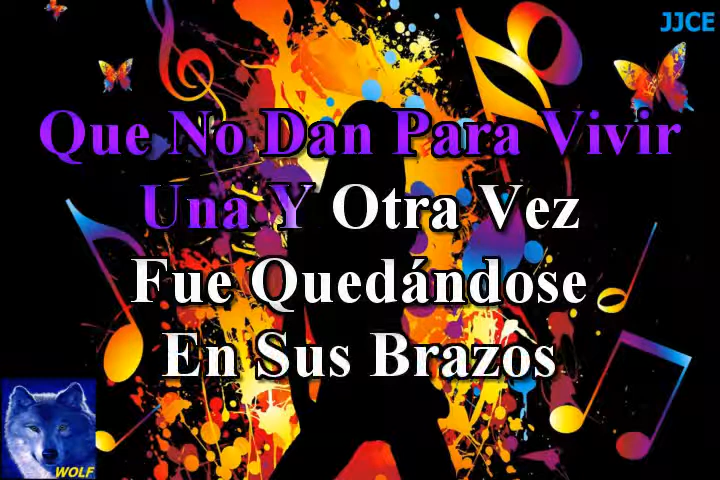 JJCE
Que No Dan Para Vivir
Una Y Otra Vez
Fue Quedándose
En Sus Brazos
WOLF